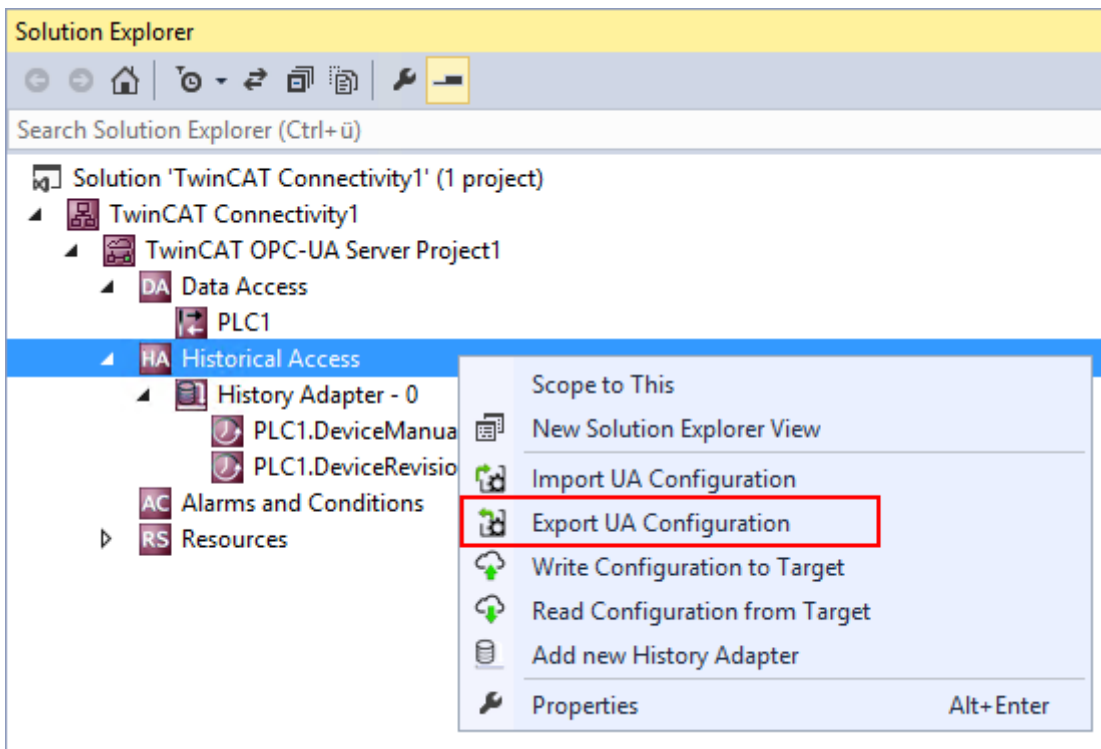 Solution Explorer
Search Solution Explorer (Ctrl+ü)
Solution 'TwinCAT Connectivity1' (1 project)
TwinCAT Connectivity1
TwinCAT OPC-UA Server Project1
DA Data Access
PLC1
HA Historical Access
History Adapter - 0
PLC1.DeviceManua
PLC1.DeviceRevisio
AC Alarms and Conditions
RS Resources
Scope to This
New Solution Explorer View
Import UA Configuration
Export UA Configuration
Write Configuration to Target
Read Configuration from Target
Add new History Adapter
Properties Alt+Enter